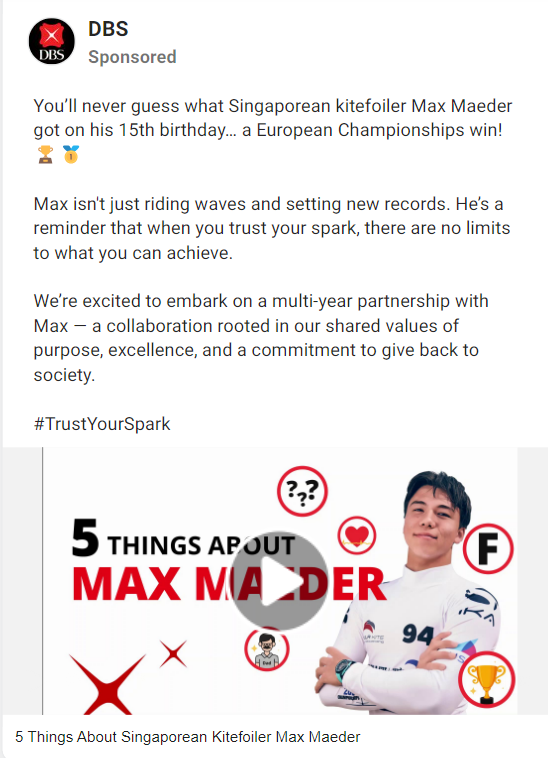 DBS
DBS
Sponsored
You’ll never guess what Singaporean kitefoiler Max Maeder
got on his 15th birthday… a European Championships win!
Max isn't just riding waves and setting new records. He’s a
reminder that when you trust your spark, there are no limits
to what you can achieve.
We’re excited to embark on a multi-year partnership with
Max — a collaboration rooted in our shared values of
purpose, excellence, and a commitment to give back to
society.
#TrustYourSpark
???
5 THINGS ABOUT
MAX MAEDER
F
IKA
94
Dad
5 Things About Singaporean Kitefoiler Max Maeder